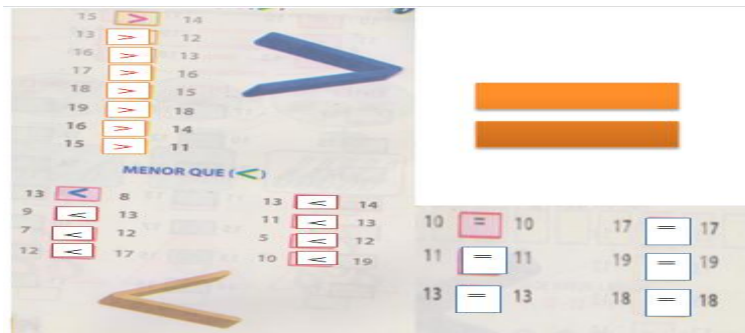 15 > 14
13 > 12
16 > 13
17 > 16
18 > 15
19 > 18
16 > 14
15 > 11
MENOR QUE (<)
13 < 8
9 < 13
7 < 12
12 < 17
13 < 14
11 < 13
5 < 12
10 < 19
10 = 10
11 = 11
13 = 13
17 = 17
19 = 19
18 = 18